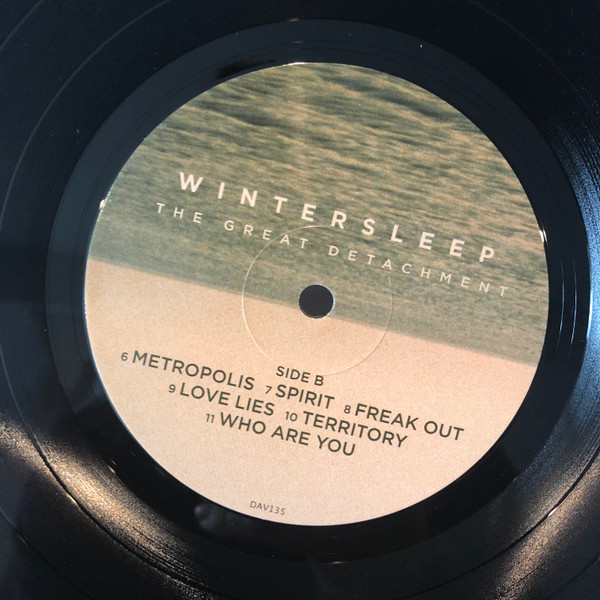 WINTERSLEEP
THE GREAT DETACHMENT
SIDE B
6 METROPOLIS 7 SPIRIT 8 FREAK OUT
9 LOVE LIES 10 TERRITORY
11 WHO ARE YOU
DAV135